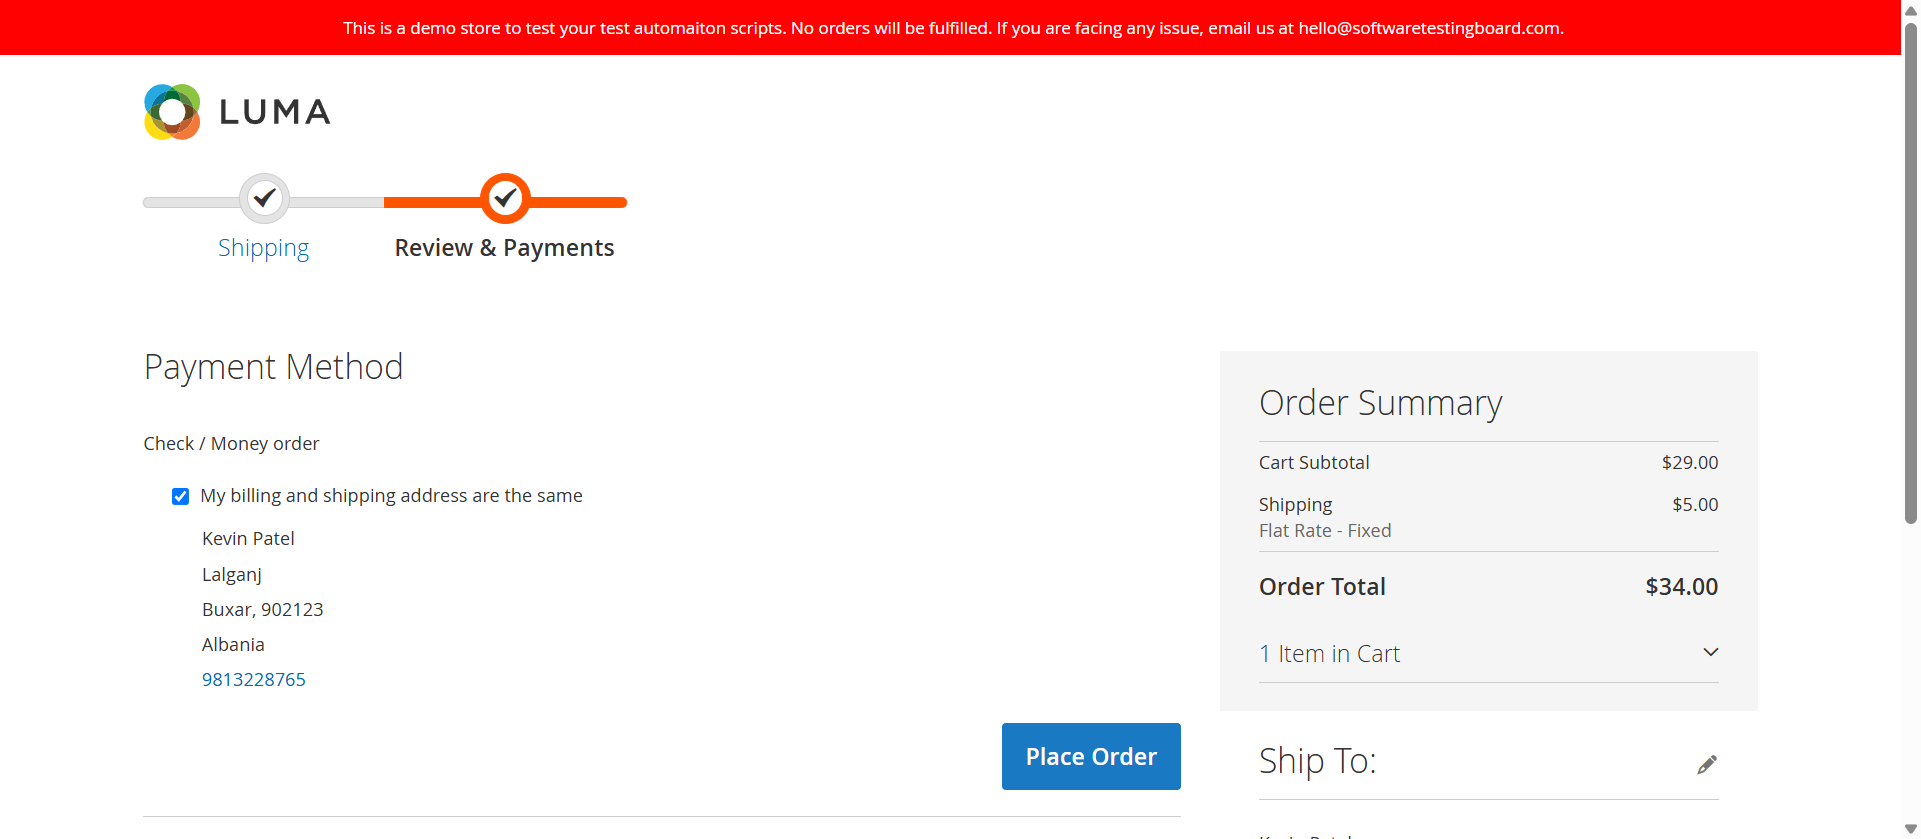 This is a demo store to test your test automaiton scripts. No orders will be fulfilled. If you are facing any issue, email us at hello@softwaretestingboard.com.
LUMA
Shipping
Review & Payments
Payment Method
Check / Money order
My billing and shipping address are the same
Kevin Patel
Lalganj
Buxar, 902123
Albania
9813228765
Place Order
Order Summary
Cart Subtotal $29.00
Shipping $5.00
Flat Rate - Fixed
Order Total $34.00
1 Item in Cart
Ship To: